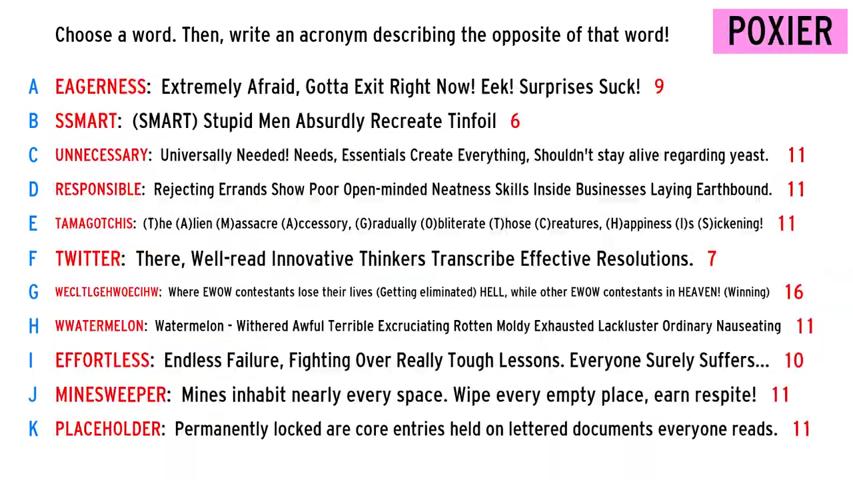 Choose a word. Then, write an acronym describing the opposite of that word!
POXIER
A EAGERNESS: Extremely Afraid, Gotta Exit Right Now! Eek! Surprises Suck! 9
B SSMART: (SMART) Stupid Men Absurdly Recreate Tinfoil 6
C UNNECESSARY: Universally Needed! Needs, Essentials Create Everything, Shouldn't stay alive regarding yeast. 11
D RESPONSIBLE: Rejecting Errands Show Poor Open-minded Neatness Skills Inside Businesses Laying Earthbound. 11
E TAMAGOTCHIS: (T)he (A)lien (M)assacre (A)ccessory, (G)radually (O)bliterate (T)hose (C)reatures, (H)appiness (I)s (S)ickening! 11
F TWITTER: There, Well-read Innovative Thinkers Transcribe Effective Resolutions. 7
G WECLTLGEHWOECIHW: Where EWOW contestants lose their lives (Getting eliminated) HELL, while other EWOW contestants in HEAVEN! (Winning) 16
H WWATERMELON: Watermelon - Withered Awful Terrible Excruciating Rotten Moldy Exhausted Lackluster Ordinary Nauseating 11
I EFFORTLESS: Endless Failure, Fighting Over Really Tough Lessons. Everyone Surely Suffers... 10
J MINESWEEPER: Mines inhabit nearly every space. Wipe every empty place, earn respite! 11
K PLACEHOLDER: Permanently locked are core entries held on lettered documents everyone reads. 11